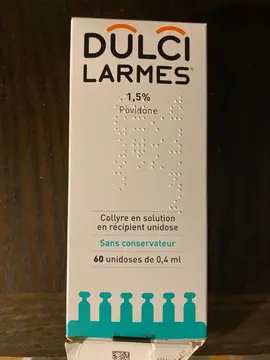 DULCI
LARMES®
1,5%
Povidone
Collyre en solution
en récipient unidose
Sans conservateur
60 unidoses de 0,4 ml